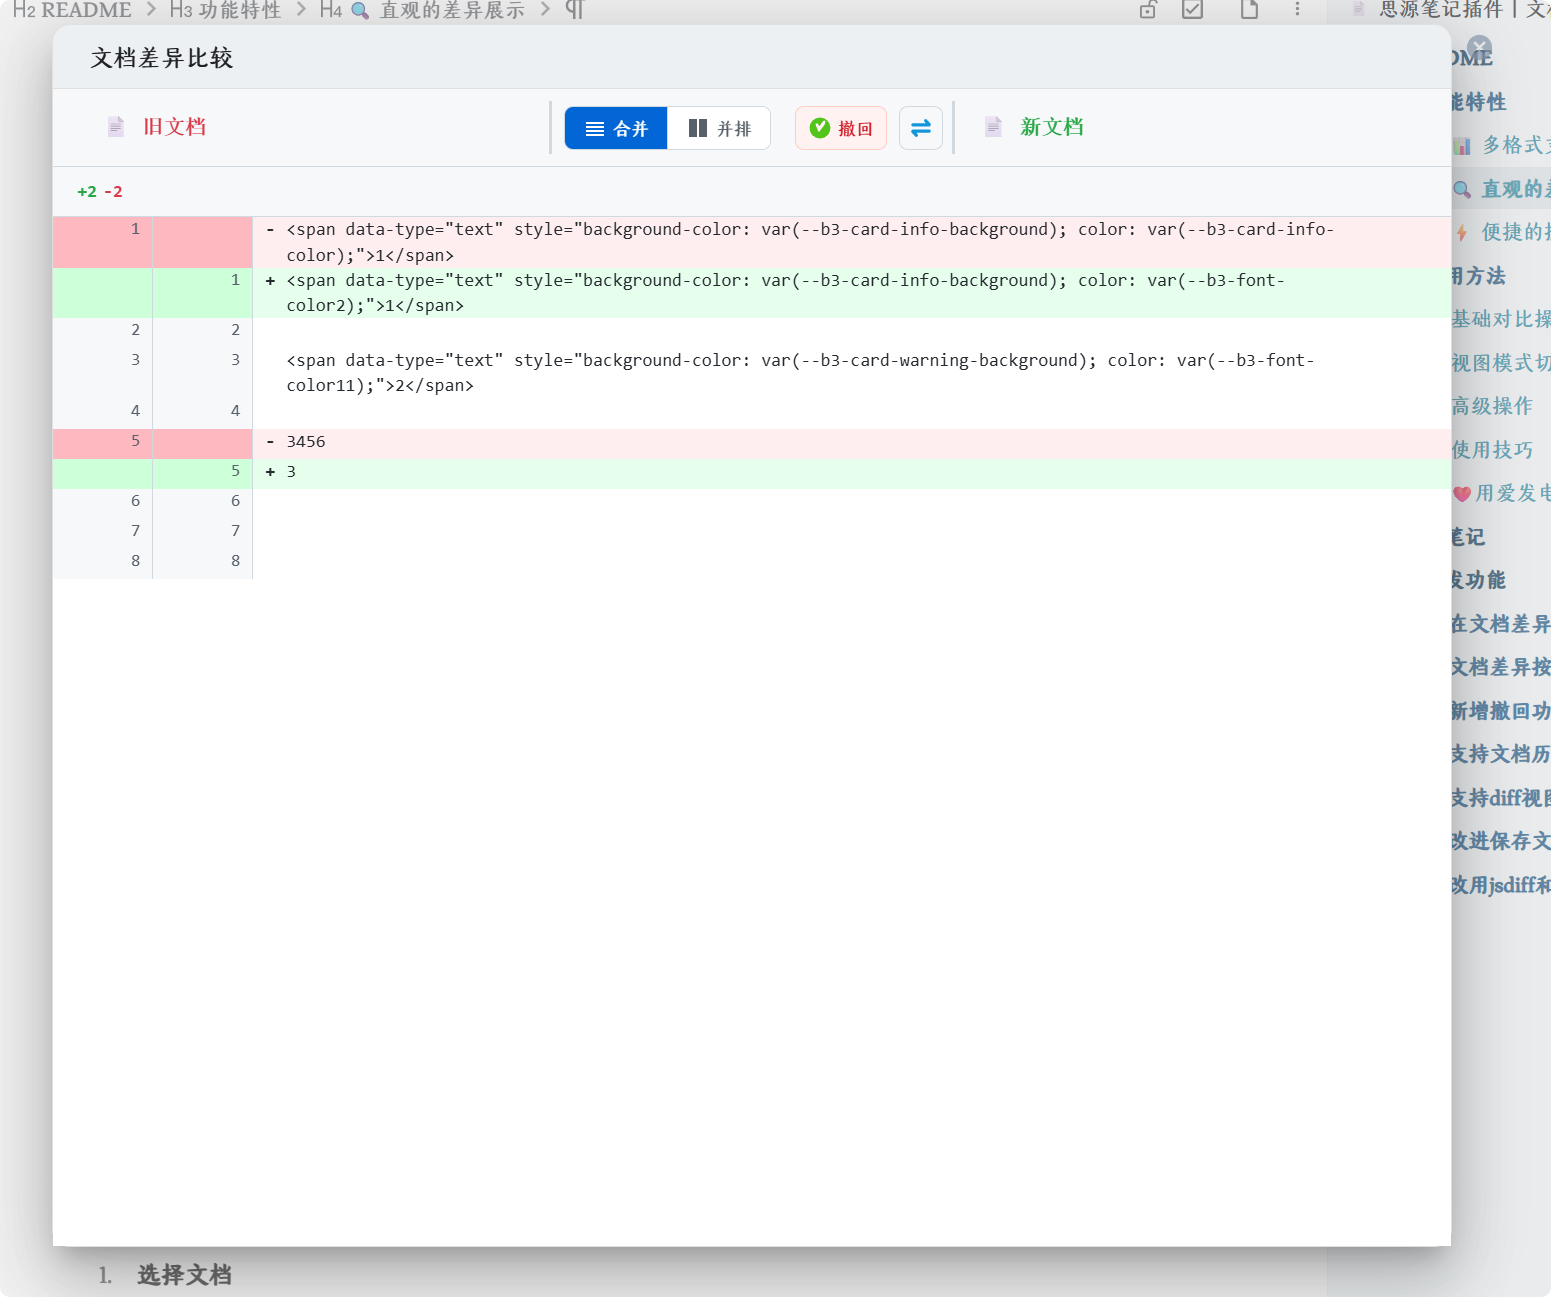 H2 README > H3 功能特性 > H4 直观的差异展示 >
思源笔记插件丨文
文档差异比较
旧文档
合并
并排
撤回
新文档
+2 -2
1 - <span data-type="text" style="background-color: var(--b3-card-info-background); color: var(--b3-card-info-
color);">1</span>
1 + <span data-type="text" style="background-color: var(--b3-card-info-background); color: var(--b3-font-
color2);">1</span>
2 2
3 3 <span data-type="text" style="background-color: var(--b3-card-warning-background); color: var(--b3-font-
color11);">2</span>
4 4
5 - 3456
5 + 3
6 6
7 7
8 8
能特性
多格式
直观的
便捷的
用方法
基础对比操
视图模式切
高级操作
使用技巧
用爱发电
笔记
发功能
在文档差异
文档差异按
新增撤回功
支持文档历
支持diff视图
改进保存文
改用jsdiff和
1. 选择文档